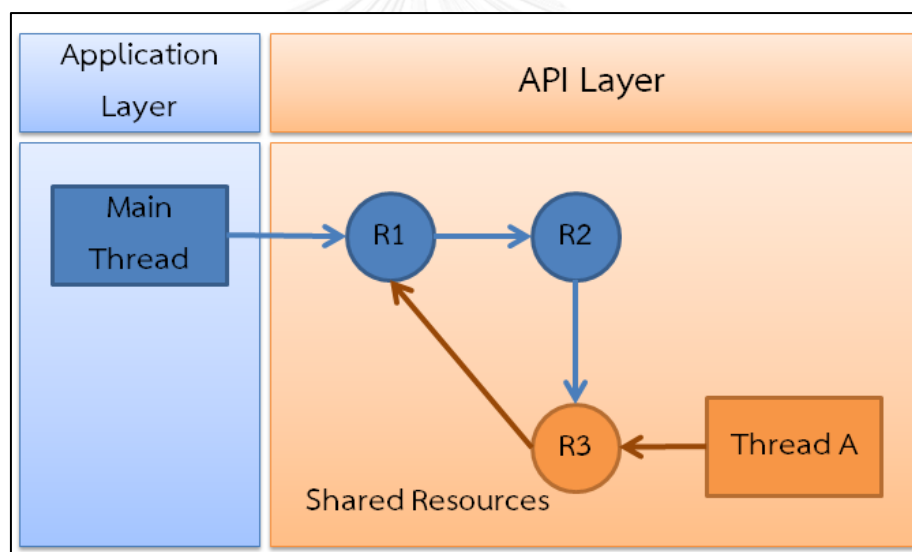 Application
Layer
API Layer
Main
Thread
R1
R2
R3
Thread A
Shared Resources